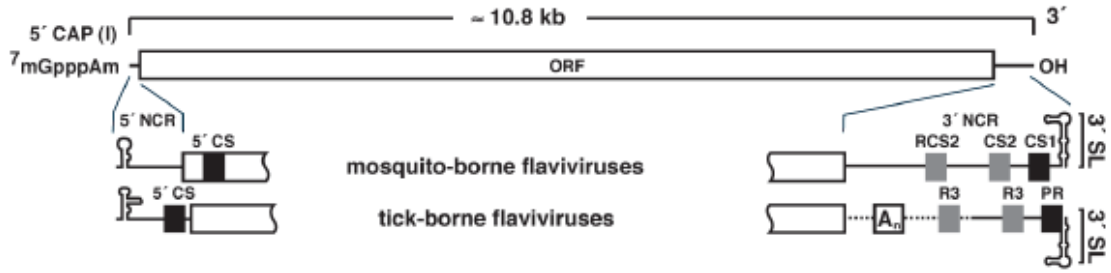 ≃ 10.8 kb 3´
5´ CAP (I)
7mGpppAm ORF OH
5´ NCR 3´ NCR
5´ CS RCS2 CS2 CS1 3´ SL
mosquito-borne flaviviruses
5´ CS R3 R3 PR
tick-borne flaviviruses An 3´ SL